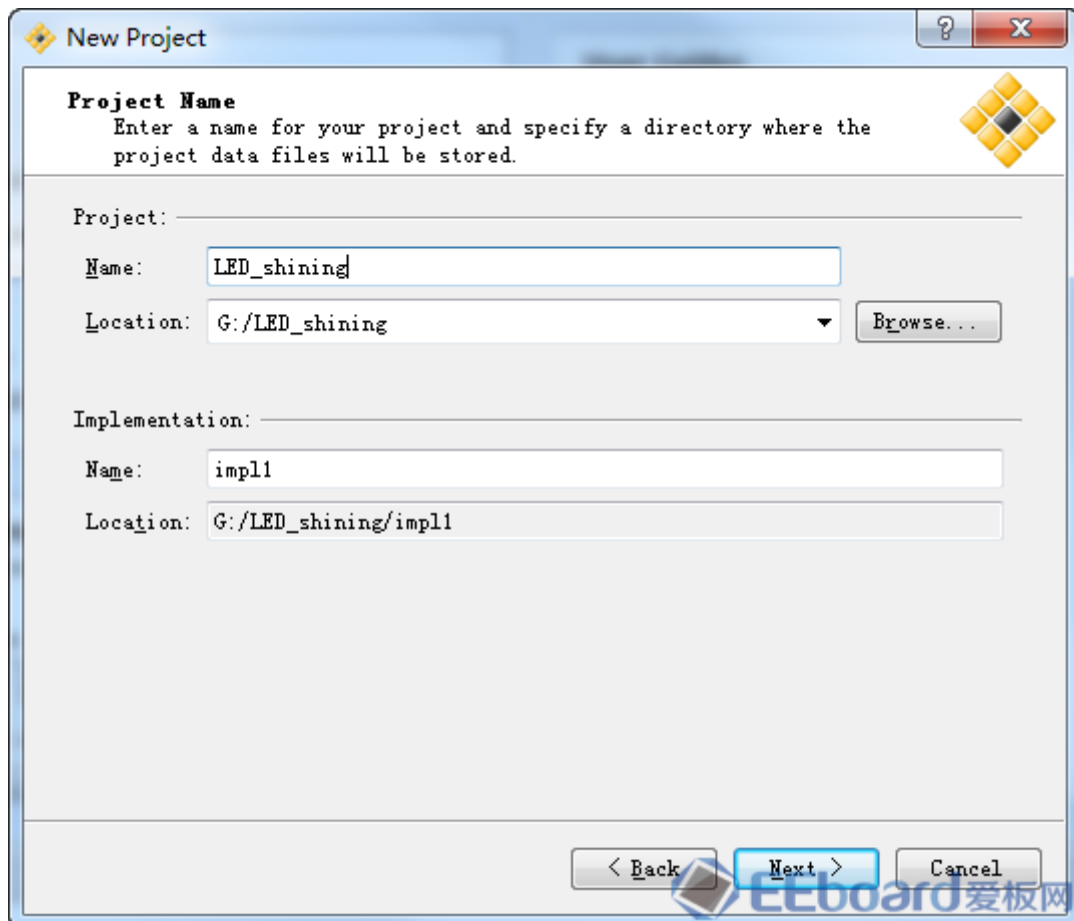 New Project
Project Name
Enter a name for your project and specify a directory where the
project data files will be stored.
Project:
Name: LED_shining
Location: G:/LED_shining Browse...
Implementation:
Name: impl1
Location: G:/LED_shining/impl1
< Back Next > Cancel
EEboard爱板网